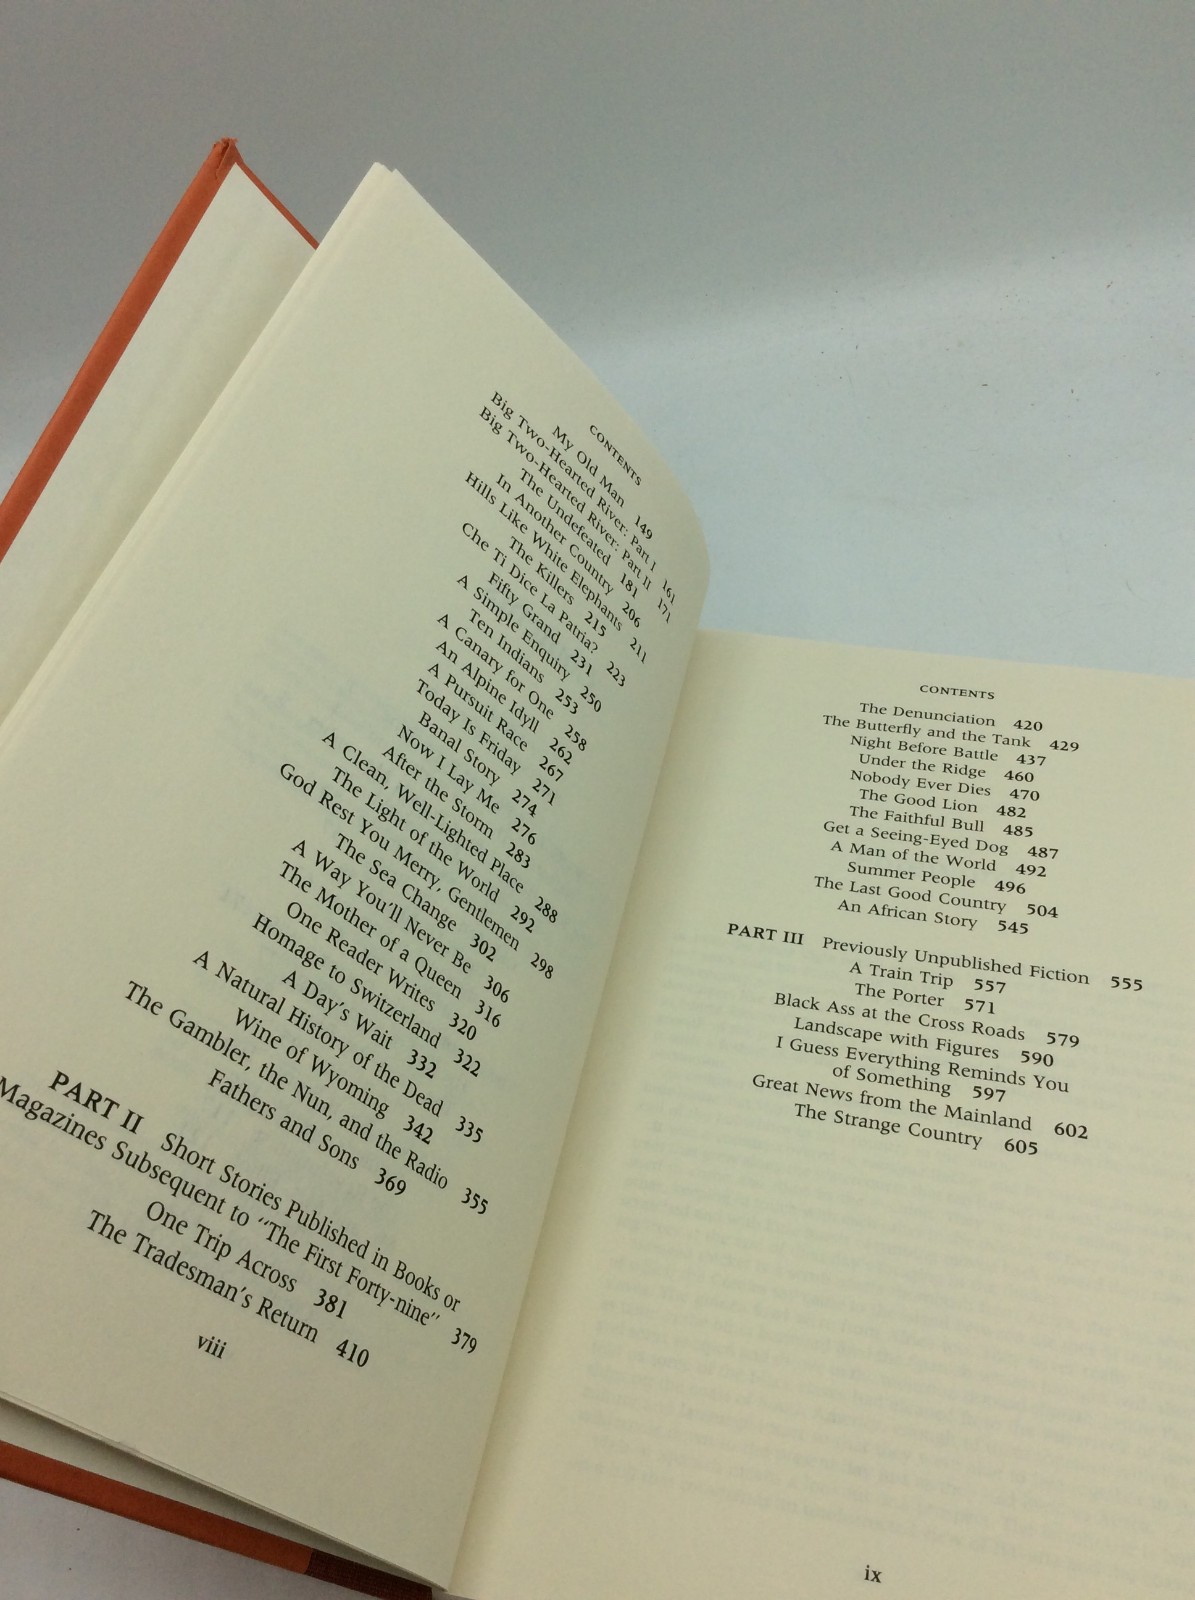 CONTENTS
My Old Man 149
Big Two-Hearted River: Part I 161
Big Two-Hearted River: Part II 171
The Undefeated 181
In Another Country 206
Hills Like White Elephants 211
The Killers 215
Che Ti Dice La Patria? 223
Fifty Grand 231
A Simple Enquiry 250
Ten Indians 253
A Canary for One 258
An Alpine Idyll 262
A Pursuit Race 267
Today Is Friday 271
Banal Story 274
Now I Lay Me 276
After the Storm 283
A Clean, Well-Lighted Place 288
The Light of the World 292
God Rest You Merry, Gentlemen 298
The Sea Change 302
A Way You'll Never Be 306
The Mother of a Queen 316
One Reader Writes 320
Homage to Switzerland 322
A Day's Wait 332
A Natural History of the Dead 335
Wine of Wyoming 342
The Gambler, the Nun, and the Radio 355
Fathers and Sons 369
PART II Short Stories Published in Books or
Magazines Subsequent to "The First Forty-nine" 379
One Trip Across 381
The Tradesman's Return 410
viii
CONTENTS
The Denunciation 420
The Butterfly and the Tank 429
Night Before Battle 437
Under the Ridge 460
Nobody Ever Dies 470
The Good Lion 482
The Faithful Bull 485
Get a Seeing-Eyed Dog 487
A Man of the World 492
Summer People 496
The Last Good Country 504
An African Story 545
PART III Previously Unpublished Fiction 555
A Train Trip 557
The Porter 571
Black Ass at the Cross Roads 579
Landscape with Figures 590
I Guess Everything Reminds You
of Something 597
Great News from the Mainland 602
The Strange Country 605
ix